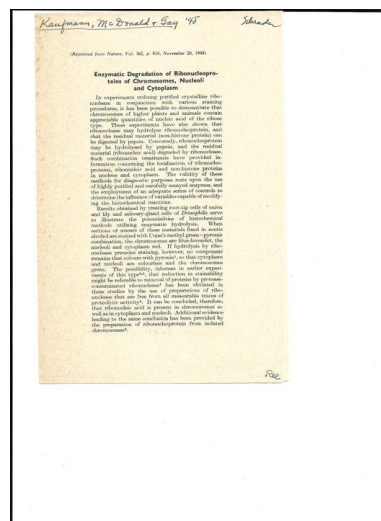 Kaufmann, McDonald & Gay '48
Schrader
(Reprinted from Nature, Vol. 162, p. 814, November 20, 1948)
Enzymatic Degradation of Ribonucleopro-
teins of Chromosomes, Nucleoli
and Cytoplasm
In experiments utilizing purified crystalline ribo-
nuclease in conjunction with various staining
procedures, it has been possible to demonstrate that
chromosomes of higher plants and animals contain
appreciable quantities of nucleic acid of the ribose
type. These experiments have also shown that
ribonuclease may hydrolyse ribonucleoprotein, and
that the residual material (non-histone protein) can
be digested by pepsin. Conversely, ribonucleoprotein
may be hydrolysed by pepsin, and the residual
material (ribonucleic acid) degraded by ribonuclease.
Such combination treatments have provided in-
formation concerning the localization of ribonucleo-
proteins, ribonucleic acid and non-histone proteins
in nucleus and cytoplasm. The validity of these
methods for diagnostic purposes rests upon the use
of highly purified and carefully assayed enzymes, and
the employment of an adequate series of controls to
determine the influence of variables capable of modify-
ing the histochemical reactions.
Results obtained by treating root-tip cells of onion
and lily and salivary-gland cells of Drosophila serve
to illustrate the potentialities of histochemical
methods utilizing enzymatic hydrolysis. When
sections or smears of these materials fixed in acetic
alcohol are stained with Unna's methyl green - pyronin
combination, the chromosomes are blue-lavender, the
nucleoli and cytoplasm red. If hydrolysis by ribo-
nuclease precedes staining, however, no component
remains that colours with pyronin¹, so that cytoplasm
and nucleoli are colourless and the chromosomes
green. The possibility, inherent in earlier experi-
ments of this type, that reduction in stainability
might be referable to removal of proteins by protease-
contaminated ribonuclease has been obviated in
these studies by the use of preparations of ribo-
nuclease that are free from all measurable traces of
proteolytic activity. It can be concluded, therefore,
that ribonucleic acid is present in chromosomes as
well as in cytoplasm and nucleoli. Additional evidence
leading to the same conclusion has been provided by
the preparation of ribonucleoprotein from isolated
chromosomes.